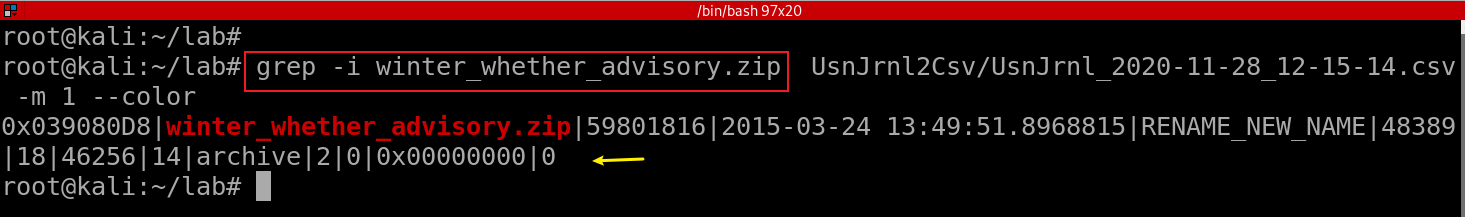 /bin/bash 97x20
root@kali:~/lab#
root@kali:~/lab# grep -i winter_whether_advisory.zip  UsnJrnl2Csv/UsnJrnl_2020-11-28_12-15-14.csv
 -m 1 --color
0x039080D8|winter_whether_advisory.zip|59801816|2015-03-24 13:49:51.8968815|RENAME_NEW_NAME|48389
|18|46256|14|archive|2|0|0x00000000|0
root@kali:~/lab#